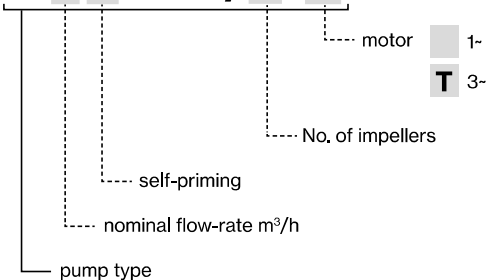 motor 1~
T 3~
No. of impellers
self-priming
nominal flow-rate m³/h
pump type